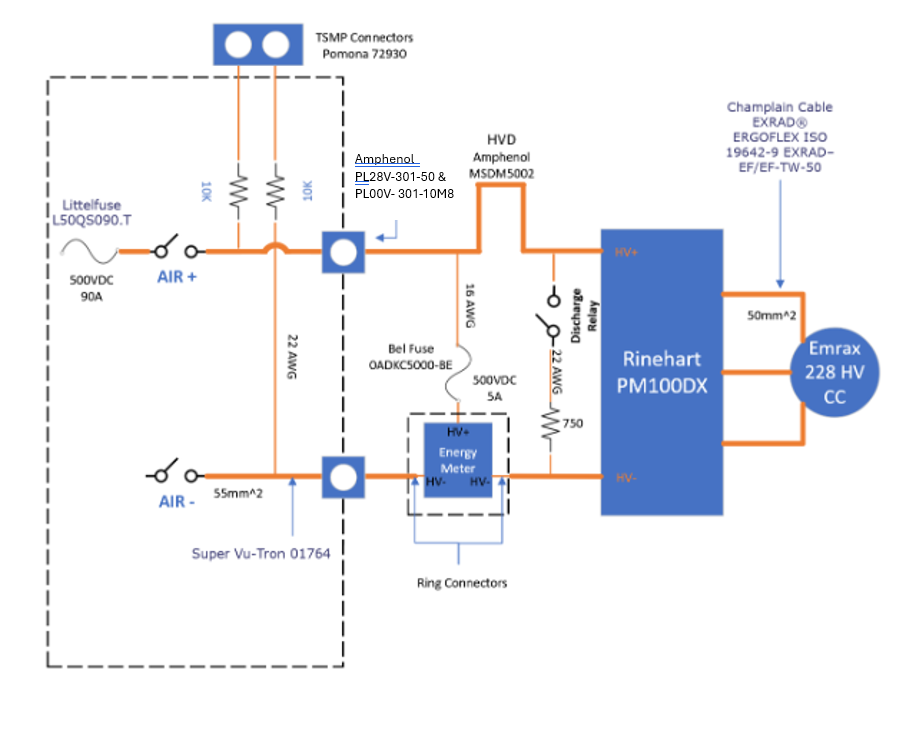 TSMP Connectors
Pomona 72930
Champlain Cable
EXRAD®
ERGOFLEX ISO
19642-9 EXRAD–
EF/EF-TW-50
HVD
Amphenol
MSDM5002
Amphenol
PL28V-301-50 &
PL00V- 301-10M8
10K
10K
Littelfuse
L50QS090.T
500VDC
90A
AIR +
HV+
16 AWG
Discharge
Relay
50mm^2
22 AWG
Bel Fuse
0ADKC5000-BE
500VDC
5A
22 AWG
750
Rinehart
PM100DX
Emrax
228 HV
CC
HV+
Energy
Meter
HV-
HV-
HV-
55mm^2
AIR -
Super Vu-Tron 01764
Ring Connectors